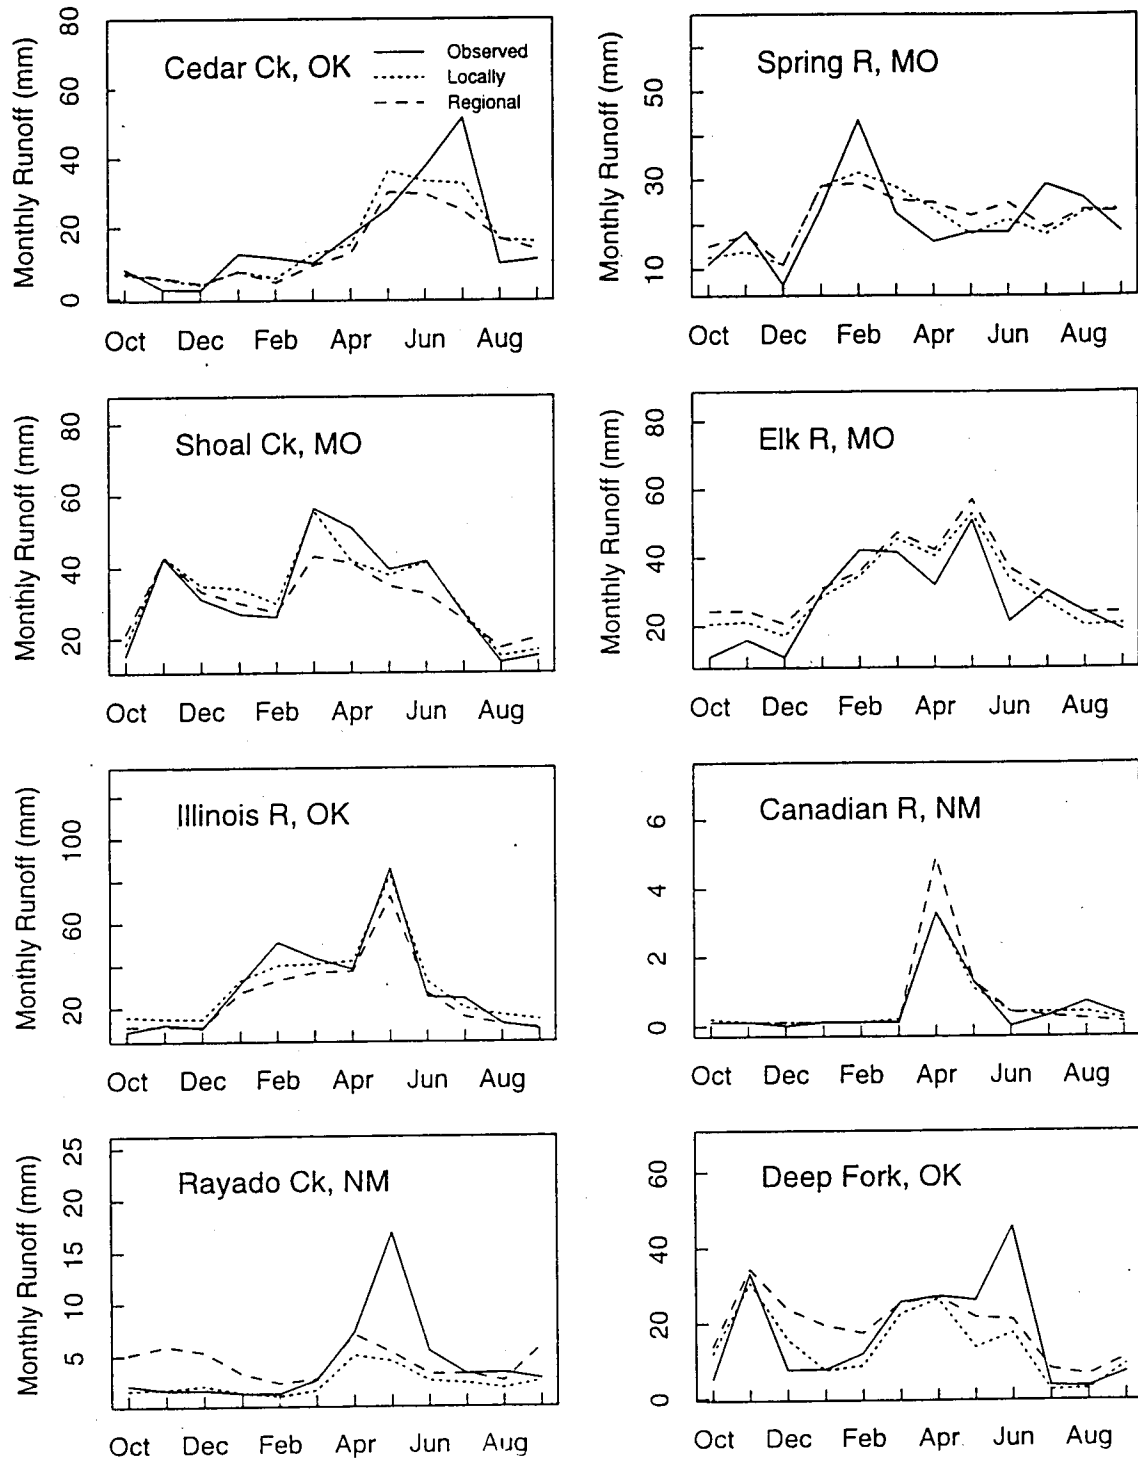 Monthly Runoff (mm)
80
60
40
20
0
Cedar Ck, OK
Observed
Locally
Regional
Oct Dec Feb Apr Jun Aug
Monthly Runoff (mm)
50
30
10
Spring R, MO
Oct Dec Feb Apr Jun Aug
Monthly Runoff (mm)
80
60
40
20
Shoal Ck, MO
Oct Dec Feb Apr Jun Aug
Monthly Runoff (mm)
80
60
40
20
Elk R, MO
Oct Dec Feb Apr Jun Aug
Monthly Runoff (mm)
100
60
20
Illinois R, OK
Oct Dec Feb Apr Jun Aug
Monthly Runoff (mm)
6
4
2
0
Canadian R, NM
Oct Dec Feb Apr Jun Aug
Monthly Runoff (mm)
25
20
15
10
5
Rayado Ck, NM
Oct Dec Feb Apr Jun Aug
Monthly Runoff (mm)
60
40
20
0
Deep Fork, OK
Oct Dec Feb Apr Jun Aug